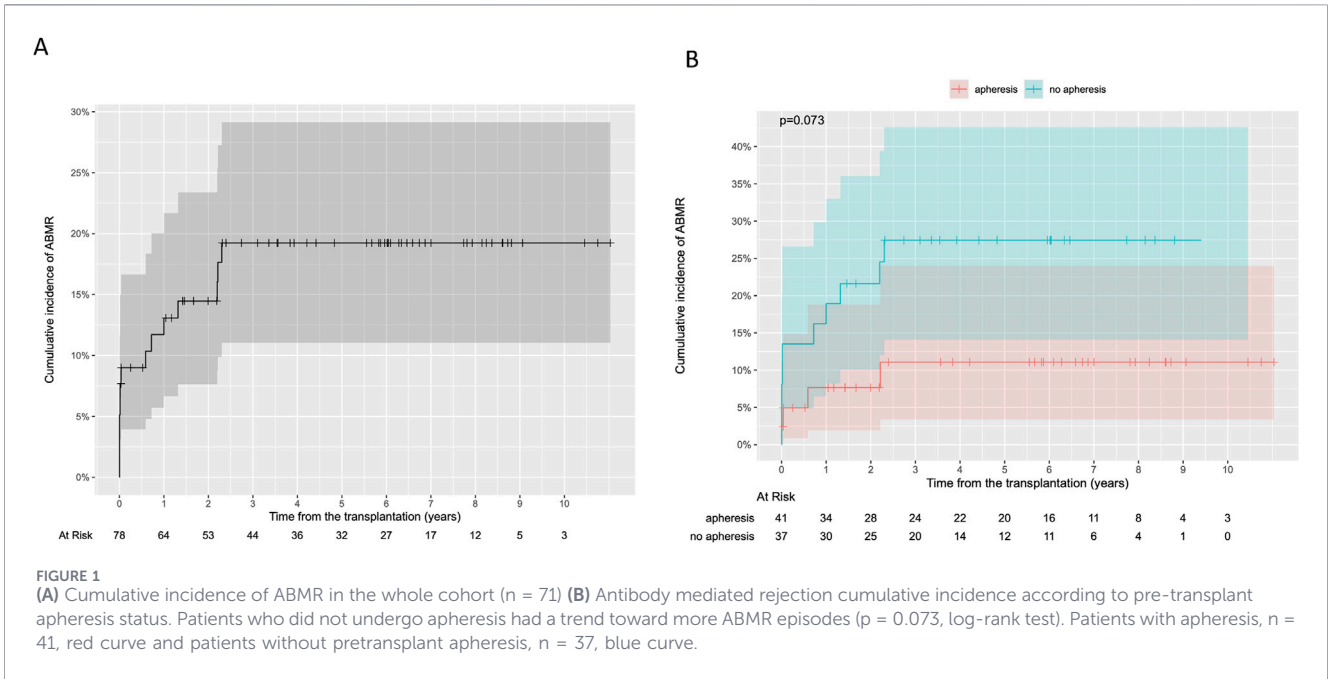 A
30%
25%
20%
15%
10%
5%
0%
Cumulative incidence of ABMR
0 1 2 3 4 5 6 7 8 9 10
Time from the transplantation (years)
At Risk 78 64 53 44 36 32 27 17 12 5 3
B
apheresis no apheresis
p=0.073
40%
35%
30%
25%
20%
15%
10%
5%
0%
Cumuluative incidence of ABMR
0 1 2 3 4 5 6 7 8 9 10
Time from the transplantation (years)
At Risk
apheresis 41 34 28 24 22 20 16 11 8 4 3
no apheresis 37 30 25 20 14 12 11 6 4 1 0
FIGURE 1
(A) Cumulative incidence of ABMR in the whole cohort (n = 71) (B) Antibody mediated rejection cumulative incidence according to pre-transplant
apheresis status. Patients who did not undergo apheresis had a trend toward more ABMR episodes (p = 0.073, log-rank test). Patients with apheresis, n =
41, red curve and patients without pretransplant apheresis, n = 37, blue curve.